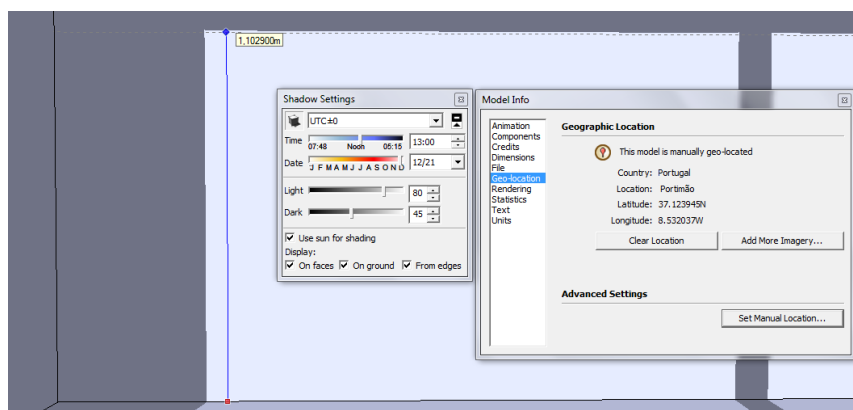 1,102900m
Shadow Settings
UTC±0
Time
07:48 Noon 05:15
13:00
Date
J F M A M J J A S O N D
12/21
Light
80
Dark
45
Use sun for shading
Display:
On faces On ground From edges
Model Info
Animation
Components
Credits
Dimensions
File
Geo-location
Rendering
Statistics
Text
Units
Geographic Location
This model is manually geo-located
Country: Portugal
Location: Portimão
Latitude: 37.123945N
Longitude: 8.532037W
Clear Location Add More Imagery...
Advanced Settings
Set Manual Location...